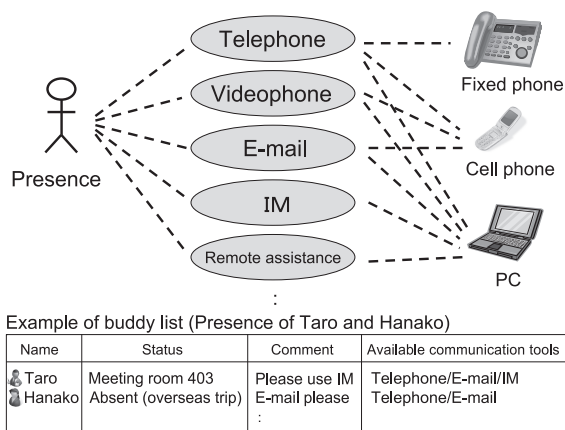 Telephone
Fixed phone
Videophone
E-mail
Cell phone
Presence
IM
Remote assistance
PC
:
Example of buddy list (Presence of Taro and Hanako)
Name Status Comment Available communication tools
Taro Meeting room 403 Please use IM Telephone/E-mail/IM
Hanako Absent (overseas trip) E-mail please Telephone/E-mail
: